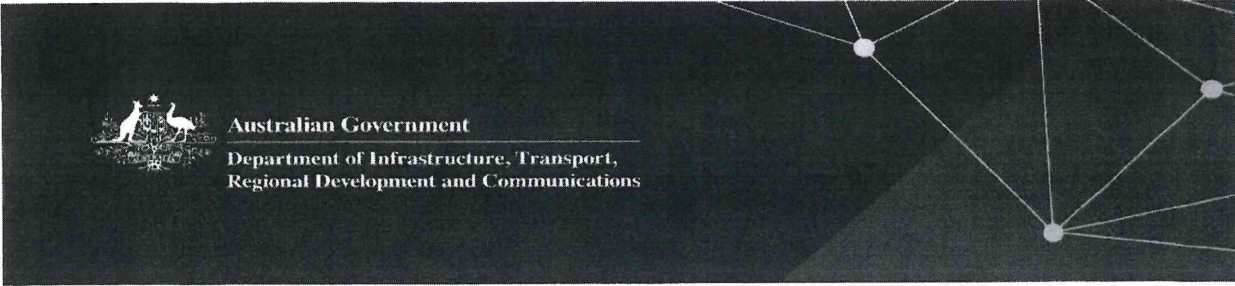 Australian Government
Department of Infrastructure, Transport,
Regional Development and Communications